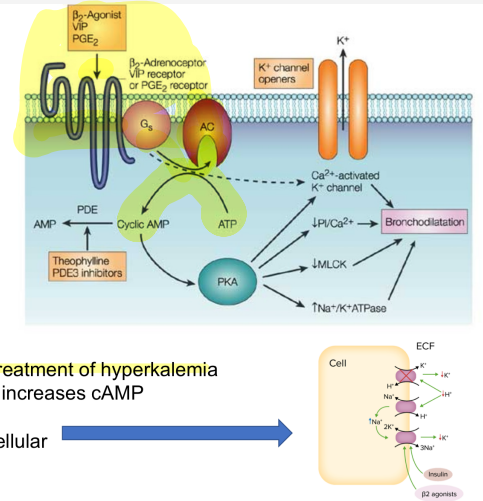 β2-Agonist
VIP
PGE2
β2-Adrenoceptor
VIP receptor
or PGE2 receptor
K+ channel
openers
K+
Gs
AC
Ca2+-activated
K+ channel
PDE
AMP
Cyclic AMP
ATP
↓PI/Ca2+
Bronchodilatation
Theophylline
PDE3 inhibitors
PKA
↓MLCK
↑Na+/K+ATPase
reatment of hyperkalemia
increases cAMP
ellular
ECF
Cell
K+
↓K+
H+
↓H+
Na+
H+
↑Na+
2K+
↓K+
3Na+
Insulin
β2 agonists